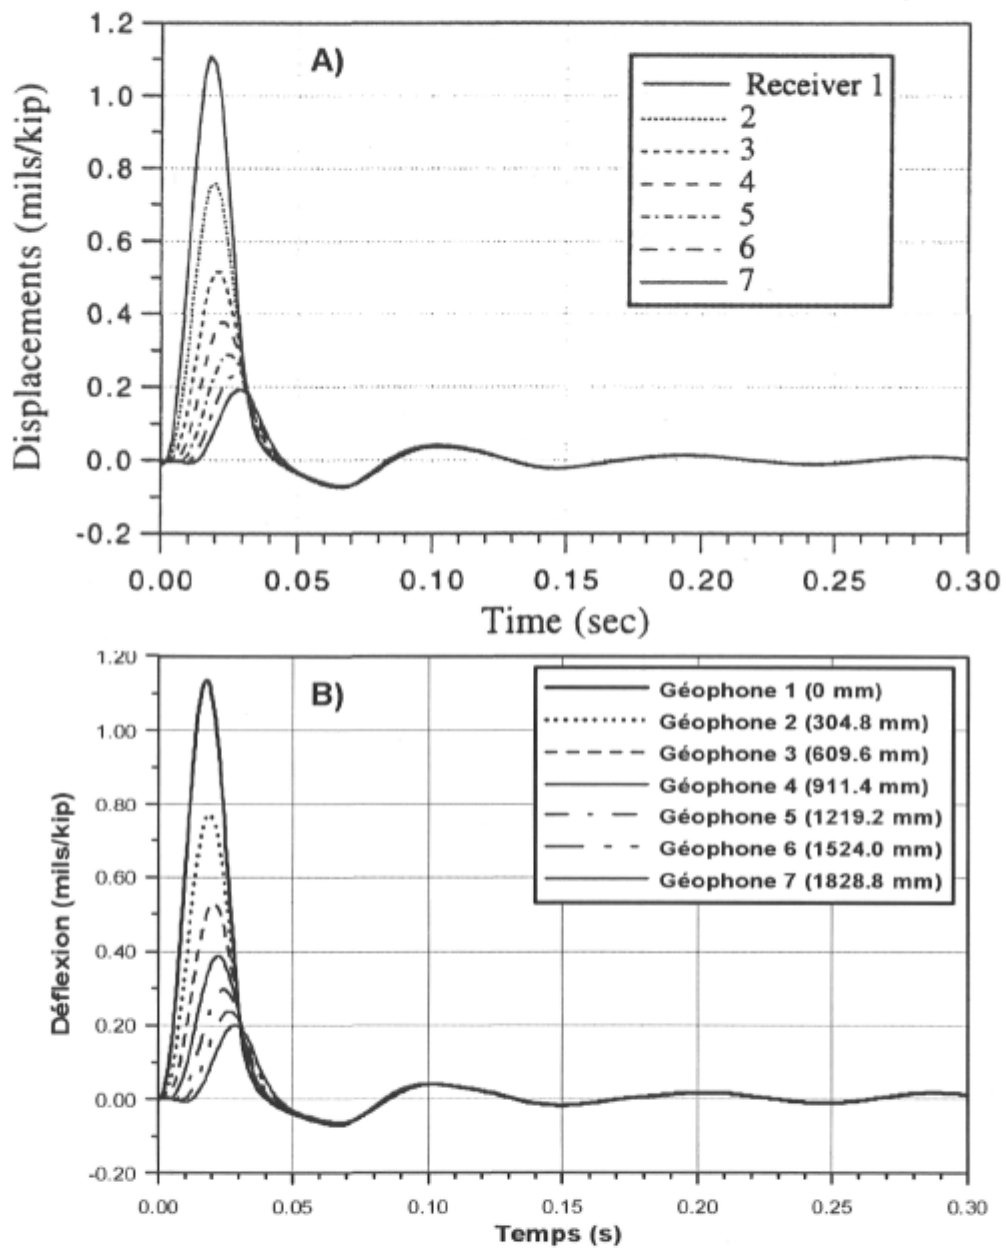 A)
Receiver 1
2
3
4
5
6
7
Displacements (mils/kip)
1.2
1.0
0.8
0.6
0.4
0.2
0.0
-0.2
0.00 0.05 0.10 0.15 0.20 0.25 0.30
Time (sec)
B)
Géophone 1 (0 mm)
Géophone 2 (304.8 mm)
Géophone 3 (609.6 mm)
Géophone 4 (911.4 mm)
Géophone 5 (1219.2 mm)
Géophone 6 (1524.0 mm)
Géophone 7 (1828.8 mm)
Déflexion (mils/kip)
1.20
1.00
0.80
0.60
0.40
0.20
0.00
-0.20
0.00 0.05 0.10 0.15 0.20 0.25 0.30
Temps (s)